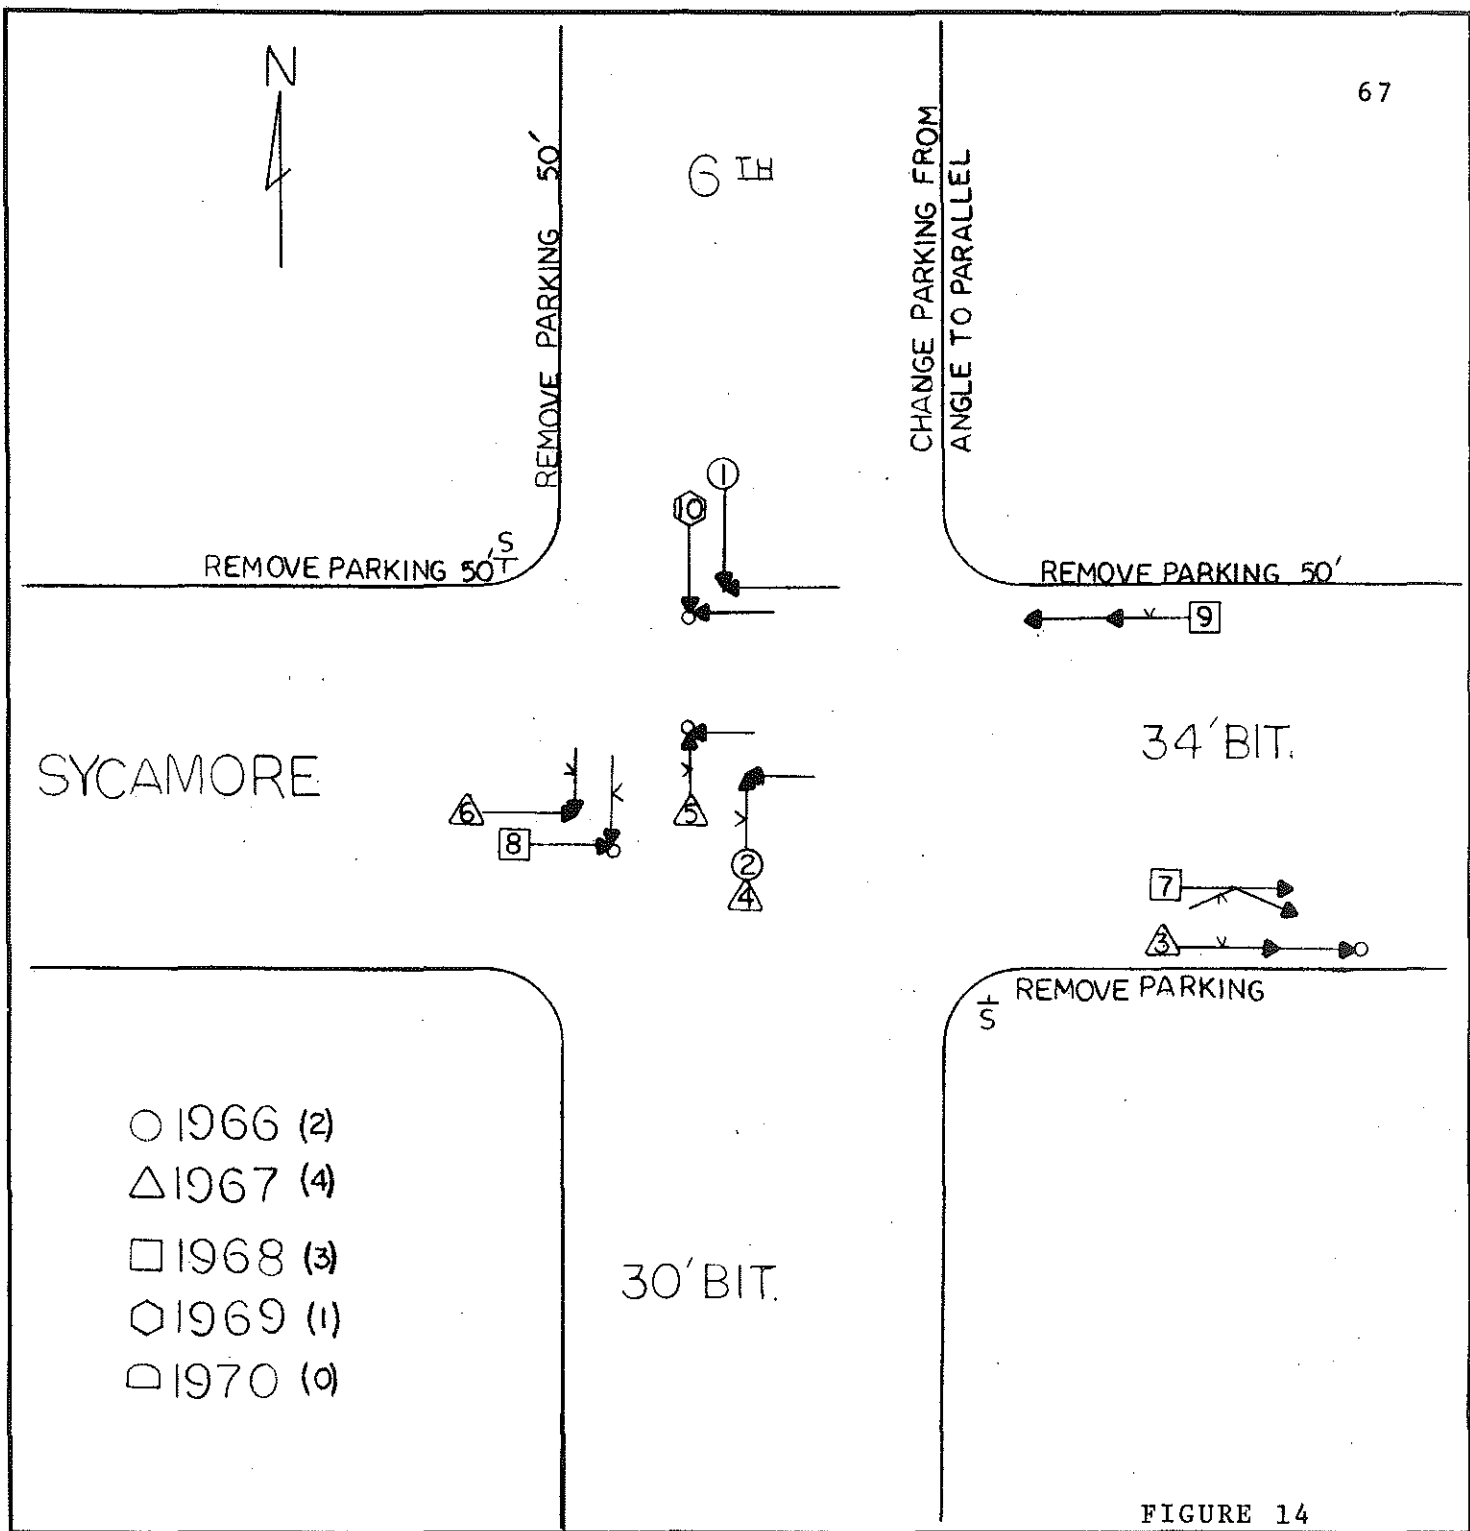 67
N
6 TH
REMOVE PARKING 50'
CHANGE PARKING FROM
ANGLE TO PARALLEL
1
10
REMOVE PARKING 50'
S
REMOVE PARKING 50'
9
SYCAMORE
34' BIT.
6
5
8
2
4
7
3
REMOVE PARKING
S
1966 (2)
1967 (4)
1968 (3)
1969 (1)
1970 (0)
30' BIT.
FIGURE 14